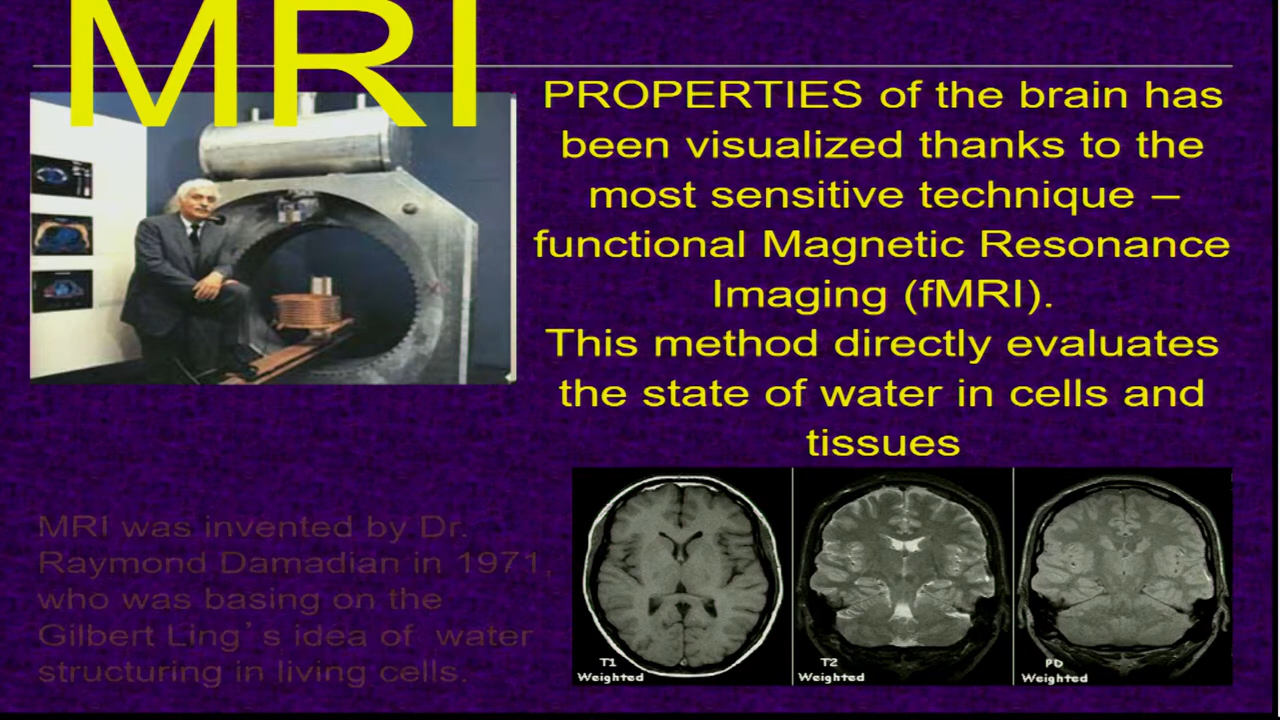 MRI
PROPERTIES of the brain has
been visualized thanks to the
most sensitive technique –
functional Magnetic Resonance
Imaging (fMRI).
This method directly evaluates
the state of water in cells and
tissues
MRI was invented by Dr.
Raymond Damadian in 1971,
who was basing on the
Gilbert Ling's idea of water
structuring in living cells.
T1
Weighted
T2
Weighted
PD
Weighted